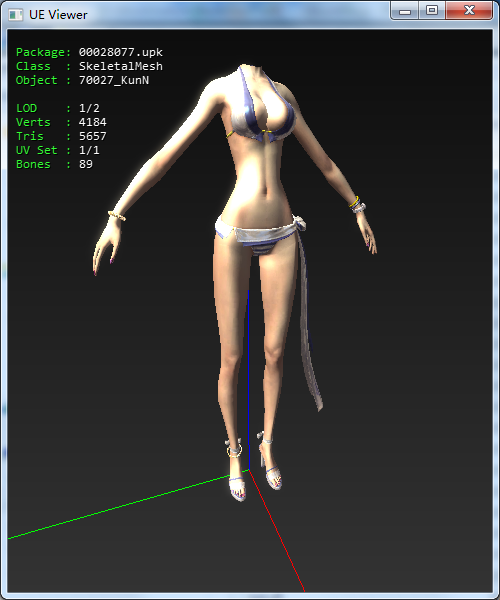 UE Viewer
Package: 00028077.upk
Class : SkeletalMesh
Object : 70027_KunN
LOD : 1/2
Verts : 4184
Tris : 5657
UV Set : 1/1
Bones : 89